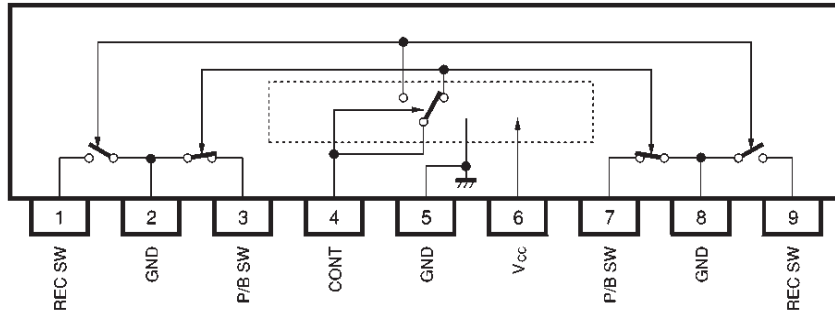 1 2 3 4 5 6 7 8 9
REC SW GND P/B SW CONT GND Vcc P/B SW GND REC SW